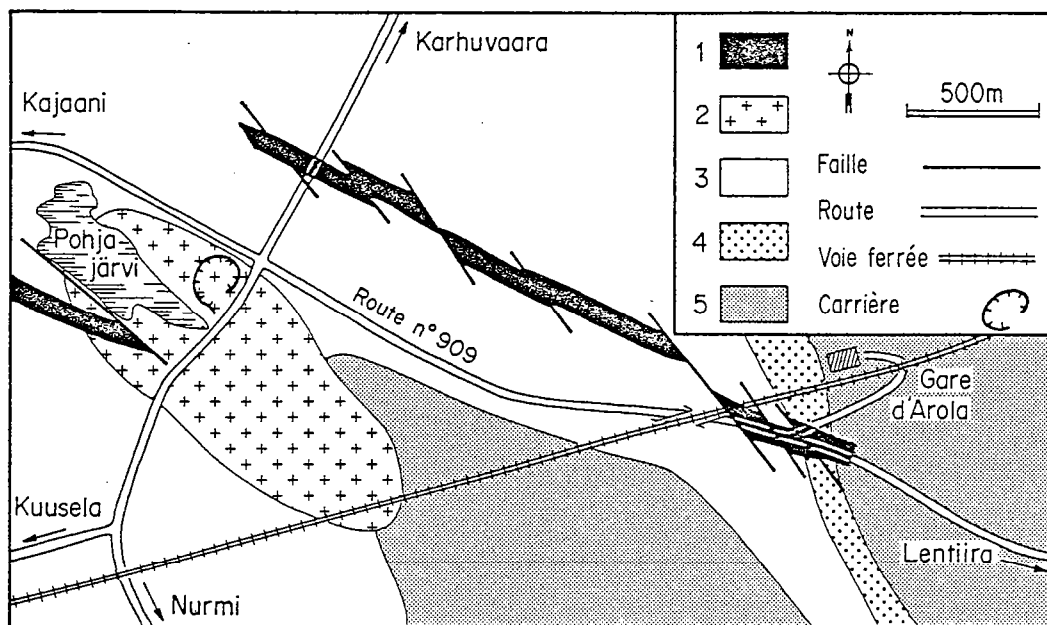 Karhuvaara
Kajaani
Pohja
järvi
Route n° 909
Kuusela
Nurmi
Gare
d'Arola
Lentiira
1
2
3
4
5
N
500m
Faille
Route
Voie ferrée
Carrière